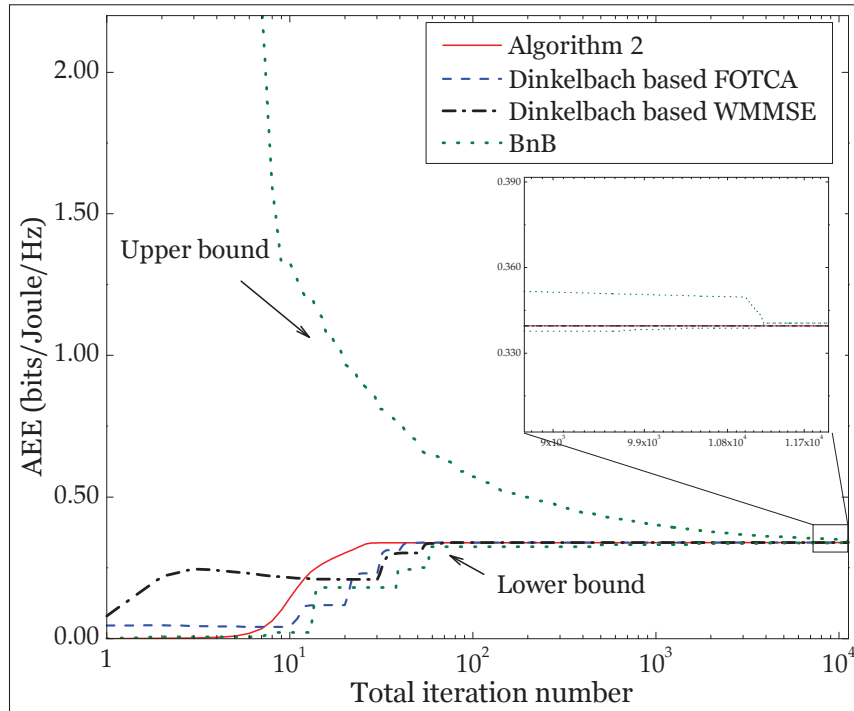 2.00
1.50
1.00
0.50
0.00
AEE (bits/Joule/Hz)
Algorithm 2
Dinkelbach based FOTCA
Dinkelbach based WMMSE
BnB
Upper bound
0.390
0.360
0.330
9x10³
9.9x10³
1.08x10⁴
1.17x10⁴
Lower bound
1
10¹
10²
10³
10⁴
Total iteration number